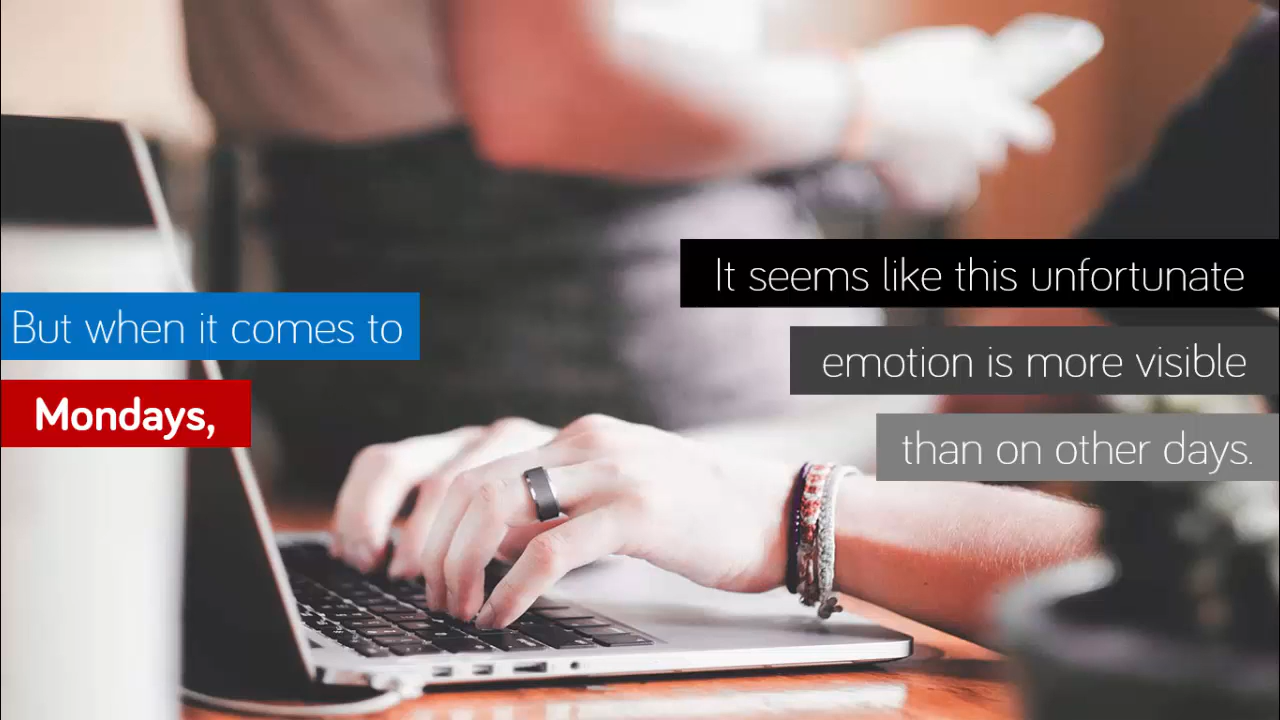 But when it comes to
Mondays,
It seems like this unfortunate
emotion is more visible
than on other days.